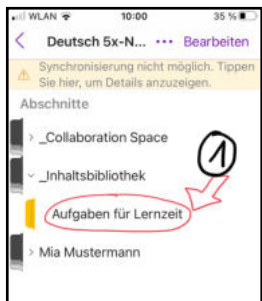 WLAN 10:00 35 %
Deutsch 5x-N... ••• Bearbeiten
Synchronisierung nicht möglich. Tippen
Sie hier, um Details anzuzeigen.
Abschnitte
_Collaboration Space
1
_Inhaltsbibliothek
Aufgaben für Lernzeit
Mia Mustermann